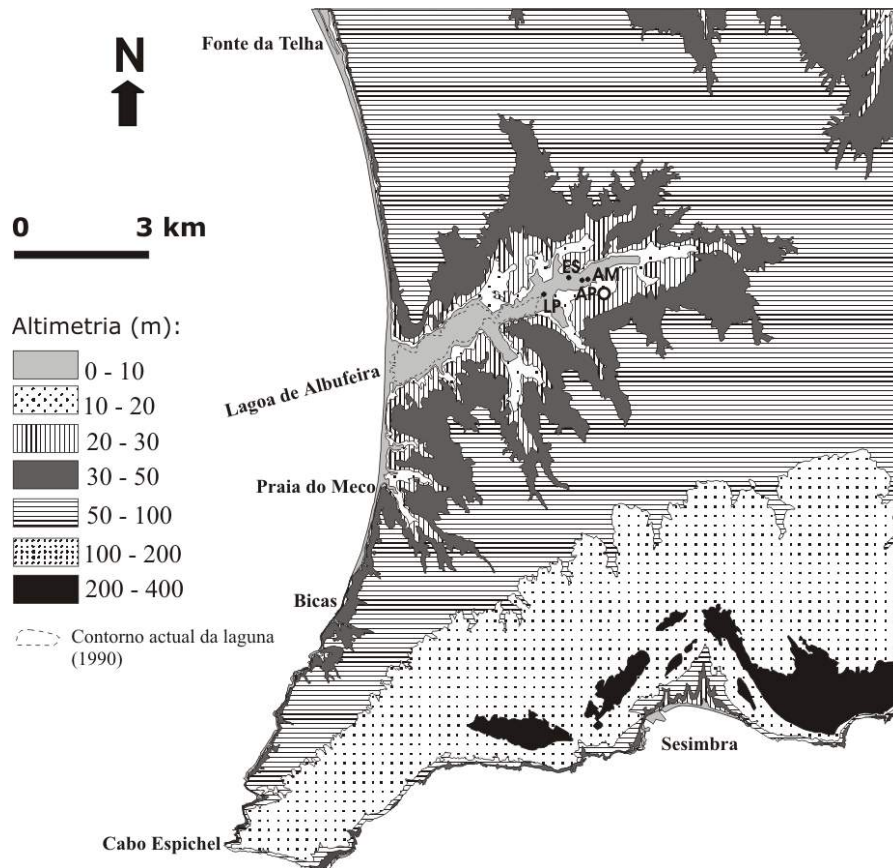 Fonte da Telha
N
0 3 km
ES
AM
APO
LP
Altimetria (m):
0 - 10
10 - 20
20 - 30
30 - 50
50 - 100
100 - 200
200 - 400
Contorno actual da laguna
(1990)
Lagoa de Albufeira
Praia do Meco
Bicas
Sesimbra
Cabo Espichel